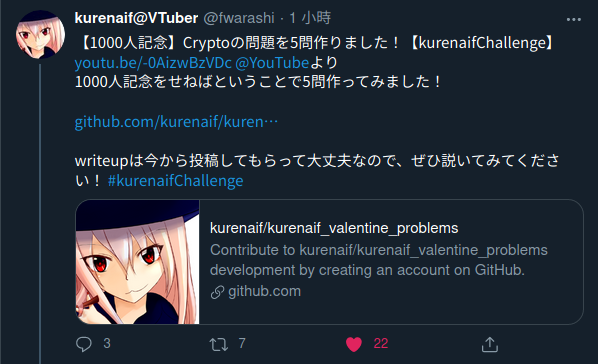 kurenaif@VTuber @fwarashi · 1 小時
【1000人記念】Cryptoの問題を5問作りました！【kurenaifChallenge】
youtu.be/-0AizwBzVDc @YouTubeより
1000人記念をせねばということで5問作ってみました！
github.com/kurenaif/kuren…
writeupは今から投稿してもらって大丈夫なので、ぜひ説いてみてくださ
い！ #kurenaifChallenge
kurenaif/kurenaif_valentine_problems
Contribute to kurenaif/kurenaif_valentine_problems
development by creating an account on GitHub.
github.com
3 7 22